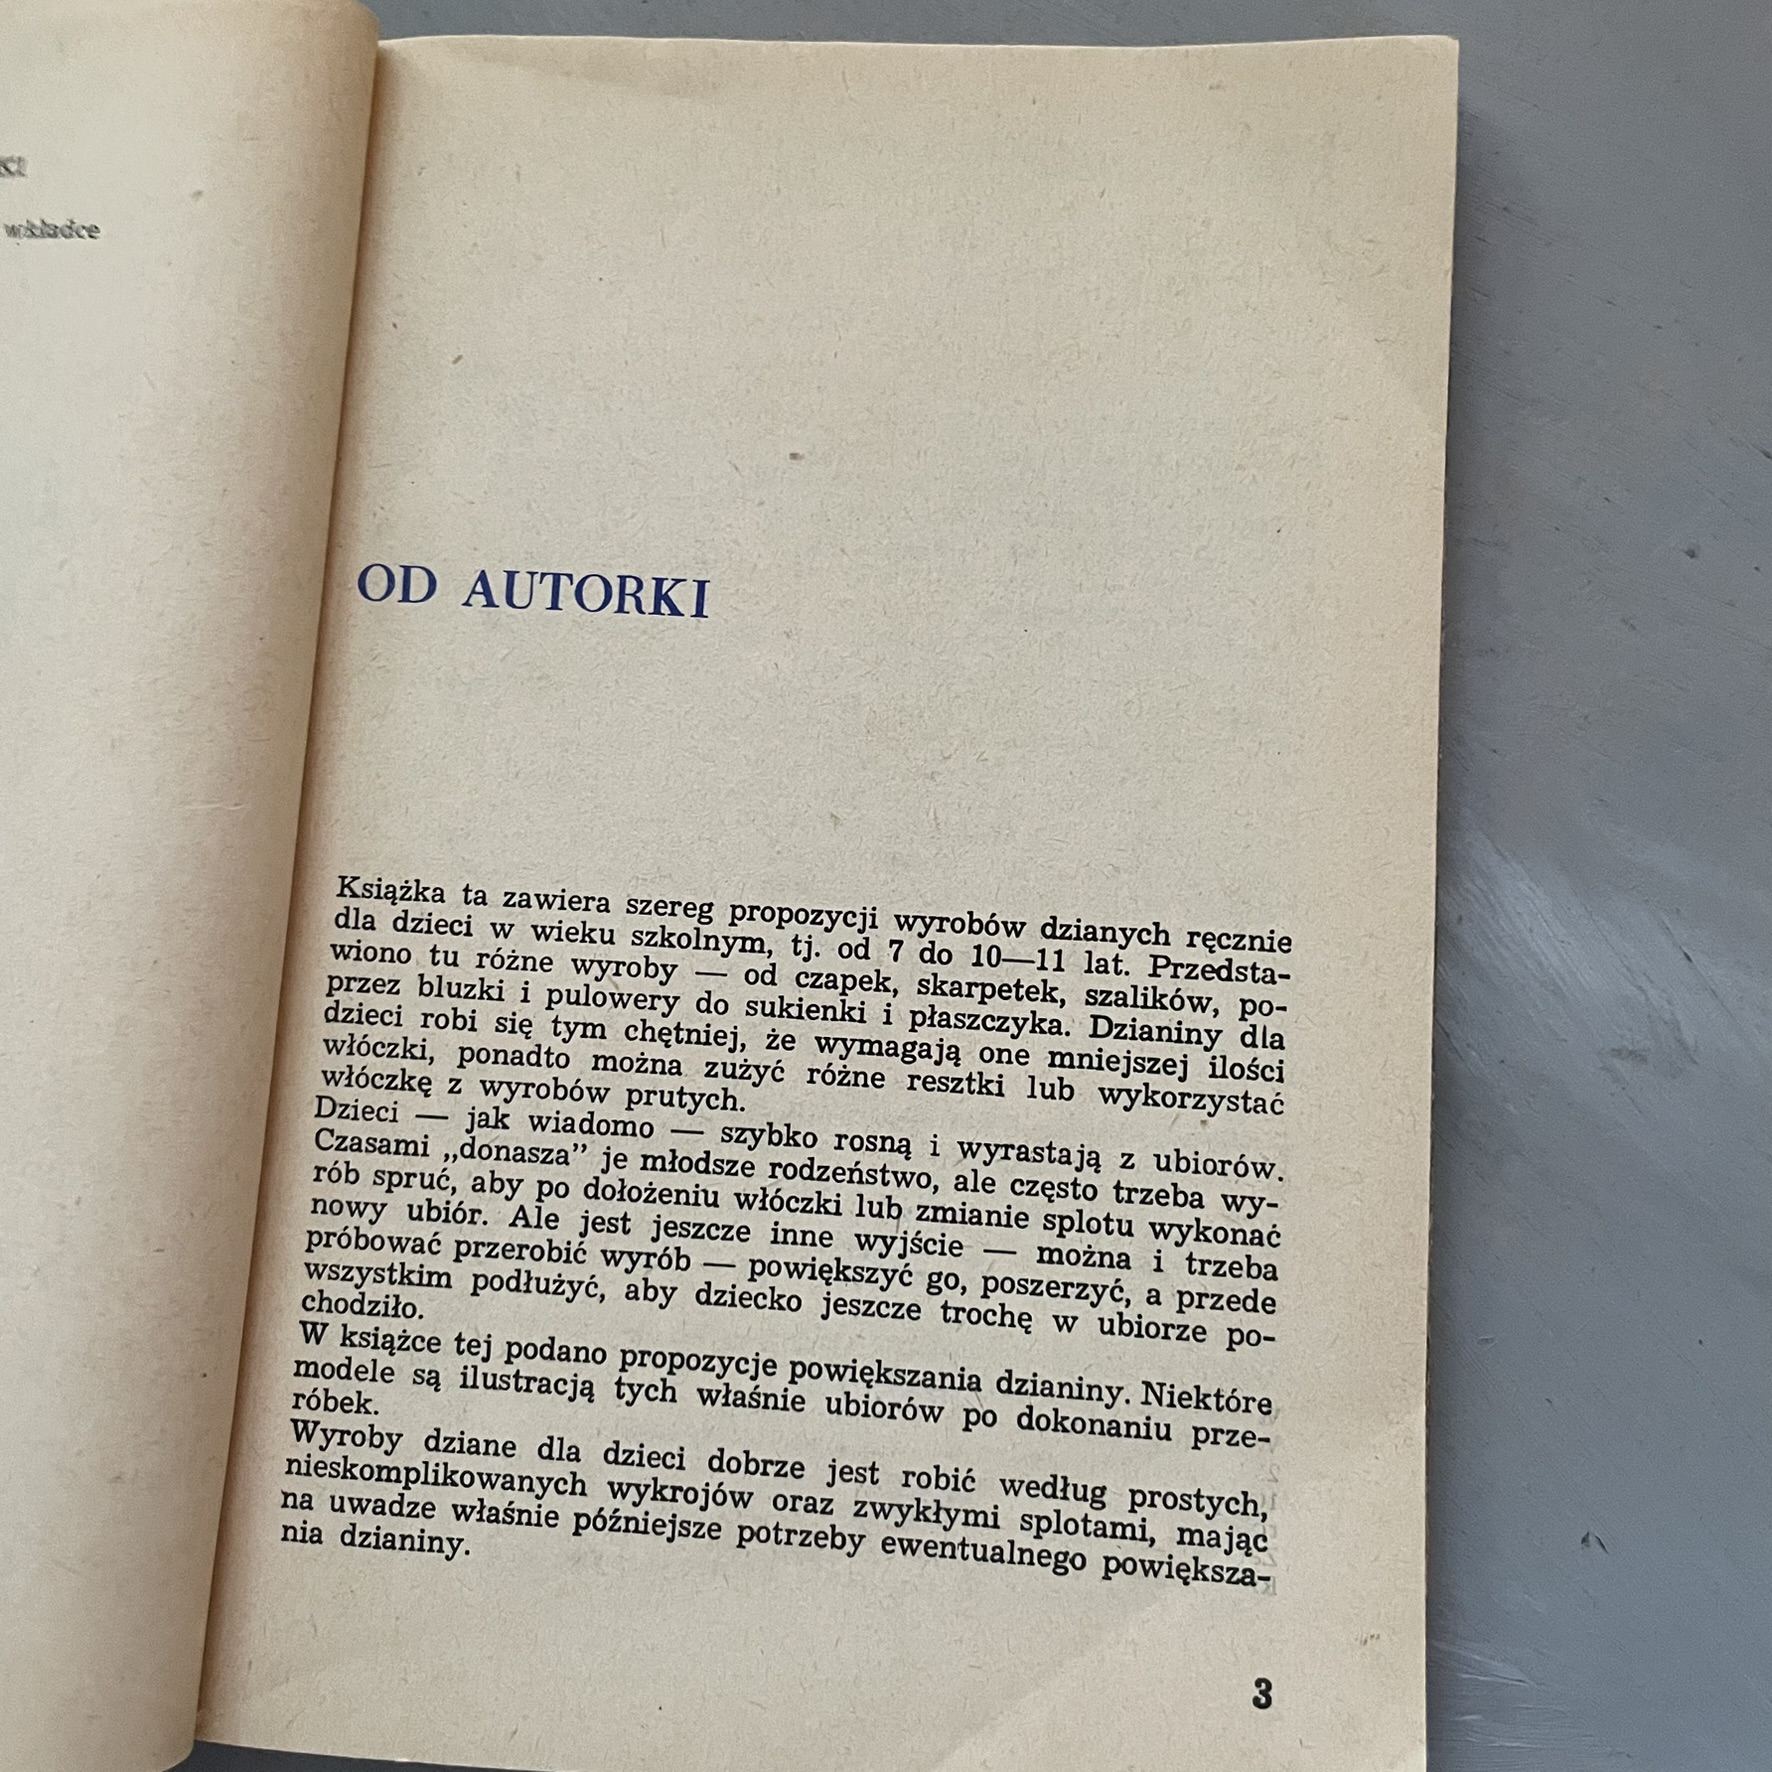 wkładce
OD AUTORKI
Książka ta zawiera szereg propozycji wyrobów dzianych ręcznie
dla dzieci w wieku szkolnym, tj. od 7 do 10—11 lat. Przedsta-
wiono tu różne wyroby — od czapek, skarpetek, szalików, po-
przez bluzki i pulowery do sukienki i płaszczyka. Dzianiny dla
dzieci robi się tym chętniej, że wymagają one mniejszej ilości
włóczki, ponadto można zużyć różne resztki lub wykorzystać
włóczkę z wyrobów prutych.
Dzieci — jak wiadomo — szybko rosną i wyrastają z ubiorów.
Czasami „donasza” je młodsze rodzeństwo, ale często trzeba wy-
rób spruć, aby po dołożeniu włóczki lub zmianie splotu wykonać
nowy ubiór. Ale jest jeszcze inne wyjście — można i trzeba
próbować przerobić wyrób — powiększyć go, poszerzyć, a przede
wszystkim podłużyć, aby dziecko jeszcze trochę w ubiorze po-
chodziło.
W książce tej podano propozycje powiększania dzianiny. Niektóre
modele są ilustracją tych właśnie ubiorów po dokonaniu prze-
róbek.
Wyroby dziane dla dzieci dobrze jest robić według prostych,
nieskomplikowanych wykrojów oraz zwykłymi splotami, mając
na uwadze właśnie późniejsze potrzeby ewentualnego powiększa-
nia dzianiny.
3